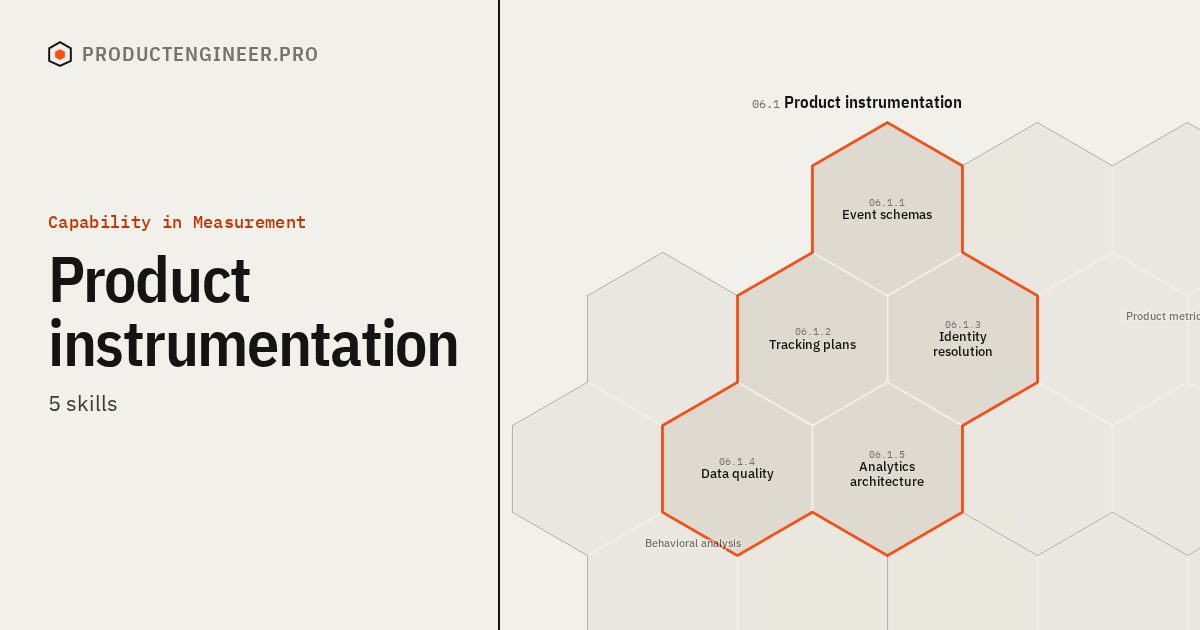 PRODUCTENGINEER.PRO
Capability in Measurement
Product
instrumentation
5 skills
06.1 Product instrumentation
06.1.1
Event schemas
06.1.2
Tracking plans
06.1.3
Identity
resolution
Product metric
06.1.4
Data quality
06.1.5
Analytics
architecture
Behavioral analysis